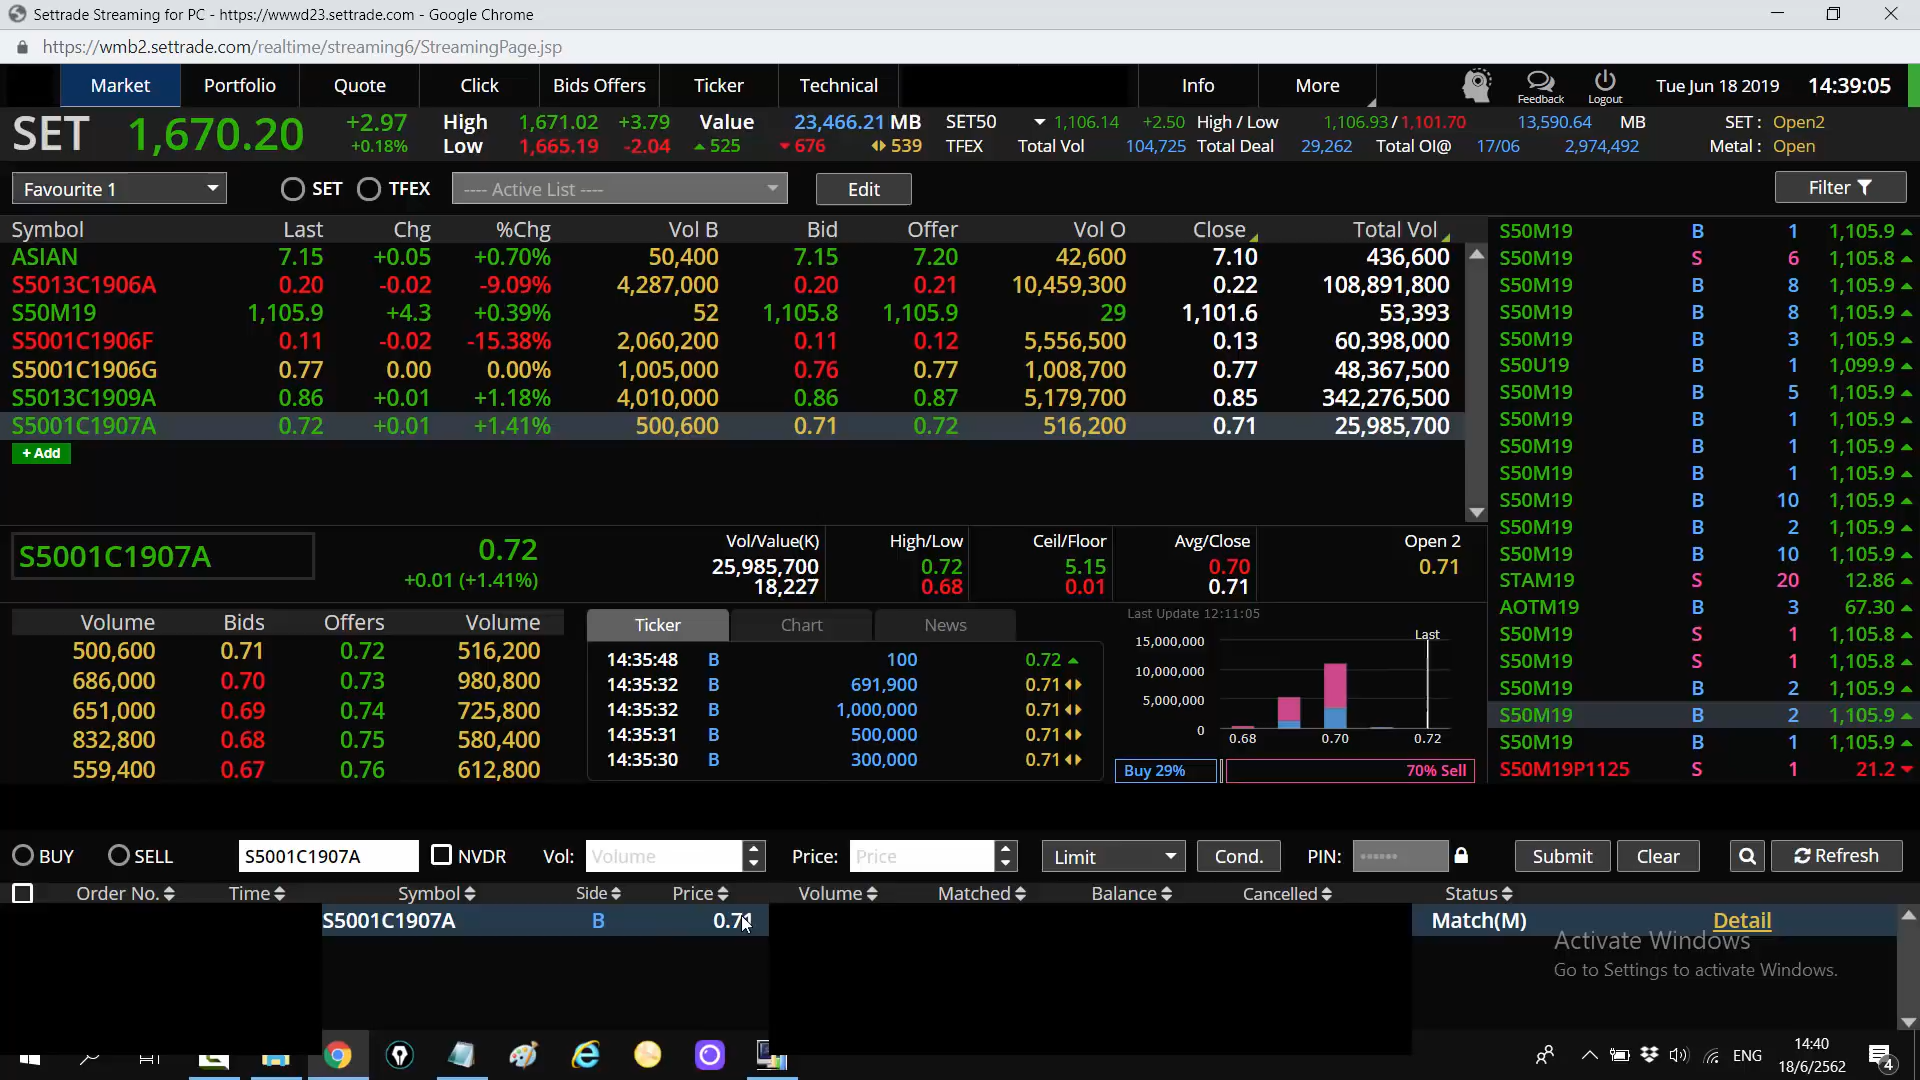 Settrade Streaming for PC - https://wwwd23.settrade.com - Google Chrome
https://wmb2.settrade.com/realtime/streaming6/StreamingPage.jsp
Market Portfolio Quote Click Bids Offers Ticker Technical Info More Feedback Logout Tue Jun 18 2019 14:39:05
SET 1,670.20 +2.97 +0.18%
High 1,671.02 +3.79 Value 23,466.21 MB SET50 1,106.14 +2.50 High / Low 1,106.93 / 1,101.70 13,590.64 MB SET : Open2
Low 1,665.19 -2.04 525 676 539 TFEX Total Vol 104,725 Total Deal 29,262 Total OI@ 17/06 2,974,492 Metal : Open
Favourite 1 SET TFEX ---- Active List ---- Edit Filter
Symbol Last Chg %Chg Vol B Bid Offer Vol O Close Total Vol
ASIAN 7.15 +0.05 +0.70% 50,400 7.15 7.20 42,600 7.10 436,600
S5013C1906A 0.20 -0.02 -9.09% 4,287,000 0.20 0.21 10,459,300 0.22 108,891,800
S50M19 1,105.9 +4.3 +0.39% 52 1,105.8 1,105.9 29 1,101.6 53,393
S5001C1906F 0.11 -0.02 -15.38% 2,060,200 0.11 0.12 5,556,500 0.13 60,398,000
S5001C1906G 0.77 0.00 0.00% 1,005,000 0.76 0.77 1,008,700 0.77 48,367,500
S5013C1909A 0.86 +0.01 +1.18% 4,010,000 0.86 0.87 5,179,700 0.85 342,276,500
S5001C1907A 0.72 +0.01 +1.41% 500,600 0.71 0.72 516,200 0.71 25,985,700
+ Add
S50M19 B 1 1,105.9
S50M19 S 6 1,105.8
S50M19 B 8 1,105.9
S50M19 B 8 1,105.9
S50M19 B 3 1,105.9
S50U19 B 1 1,099.9
S50M19 B 5 1,105.9
S50M19 B 1 1,105.9
S50M19 B 1 1,105.9
S50M19 B 1 1,105.9
S50M19 B 10 1,105.9
S50M19 B 2 1,105.9
S50M19 B 10 1,105.9
STAM19 S 20 12.86
AOTM19 B 3 67.30
S50M19 S 1 1,105.8
S50M19 S 1 1,105.8
S50M19 B 2 1,105.9
S50M19 B 2 1,105.9
S50M19 B 1 1,105.9
S50M19P1125 S 1 21.2
S5001C1907A 0.72
+0.01 (+1.41%)
Vol/Value(K) High/Low Ceil/Floor Avg/Close Open 2
25,985,700 0.72 5.15 0.70 0.71
18,227 0.68 0.01 0.71
Volume Bids Offers Volume
500,600 0.71 0.72 516,200
686,000 0.70 0.73 980,800
651,000 0.69 0.74 725,800
832,800 0.68 0.75 580,400
559,400 0.67 0.76 612,800
Ticker Chart News
14:35:48 B 100 0.72
14:35:32 B 691,900 0.71
14:35:32 B 1,000,000 0.71
14:35:31 B 500,000 0.71
14:35:30 B 300,000 0.71
Last Update 12:11:05
Last
15,000,000
10,000,000
5,000,000
0
0.68 0.70 0.72
Buy 29% 70% Sell
BUY SELL S5001C1907A NVDR Vol: Volume Price: Price Limit Cond. PIN: Submit Clear Refresh
Order No. Time Symbol Side Price Volume Matched Balance Cancelled Status
S5001C1907A B 0.71 Match(M) Detail
Activate Windows
Go to Settings to activate Windows.
ENG 14:40
18/6/2562
4